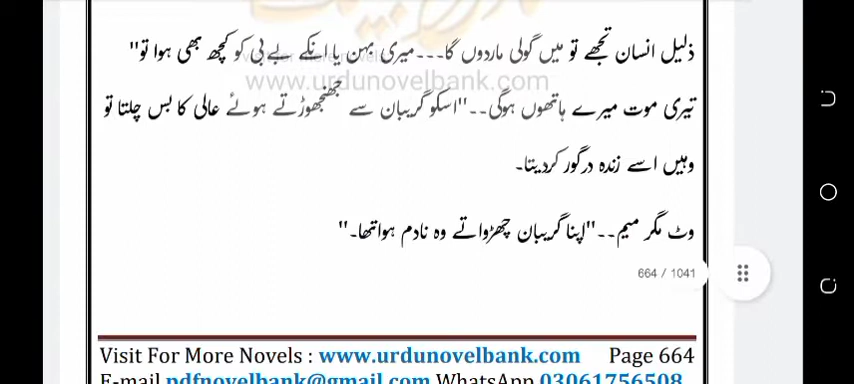 ذلیل انسان تجھے تو میں گولی ماردوں گا۔۔۔میری بہن یا انکے بےبی کو کچھ بھی ہوا تو"
www.urdunovelbank.com
تیری موت میرے ہاتھوں ہوگی۔۔"اسکو گریبان سے جھنجھوڑتے ہوئے عالی کا بس چلتا تو
وہیں اسے زندہ درگور کردیتا۔
وٹ مگر میم۔۔"اپنا گریبان چھڑواتے وہ نادم ہوا تھا۔"
664 / 1041
Visit For More Novels : www.urdunovelbank.com Page 664
E-mail pdfnovelbank@gmail.com WhatsApp 03061756508